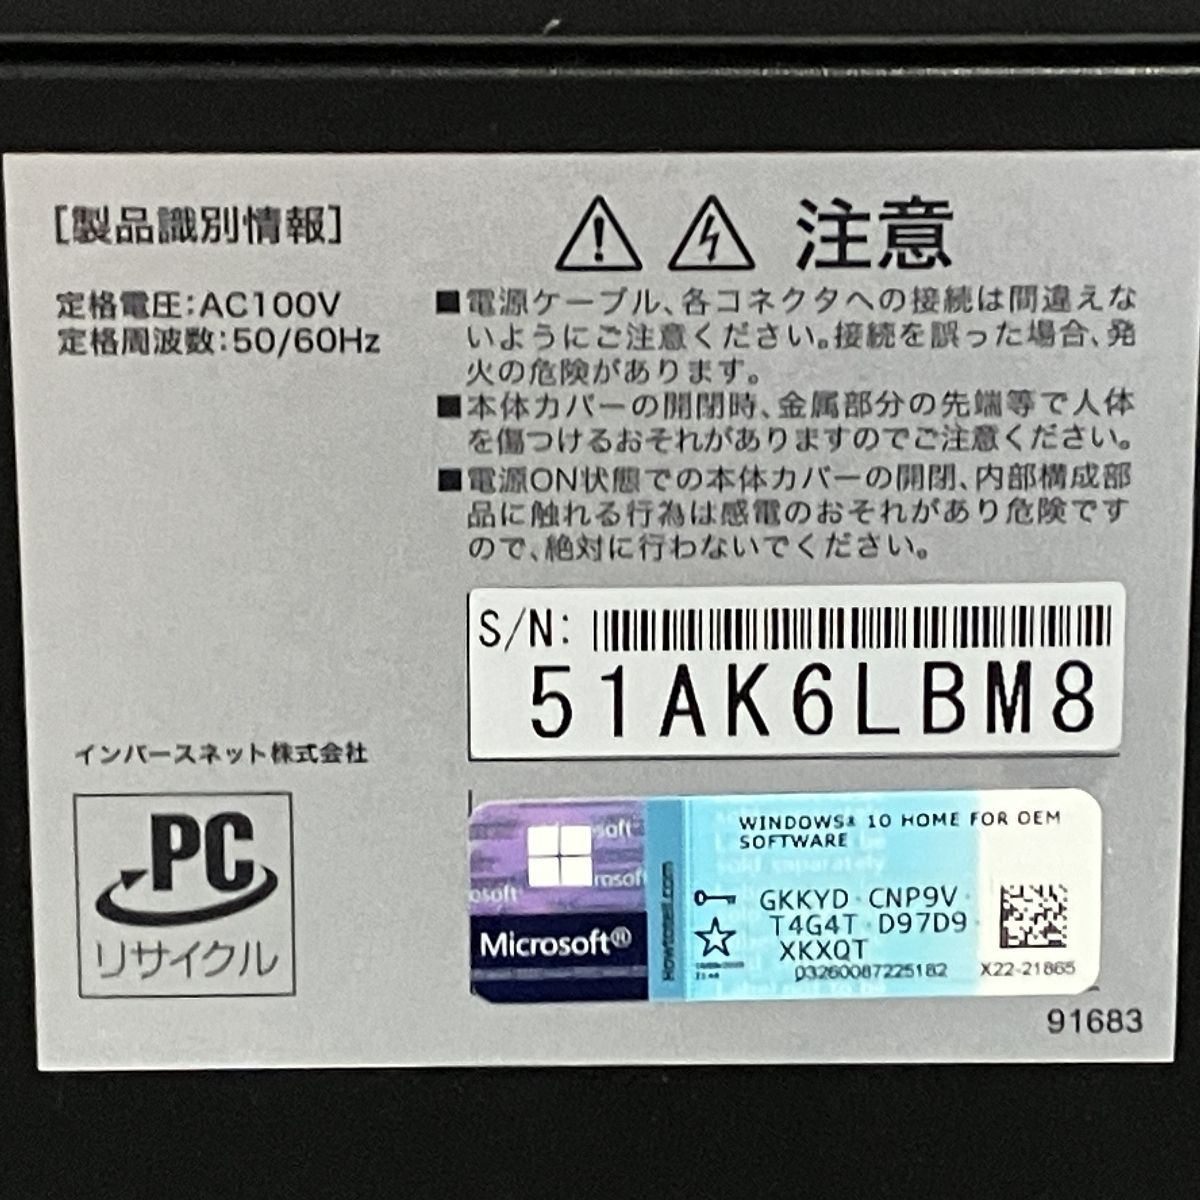 [製品識別情報]
定格電圧:AC100V
定格周波数:50/60Hz
注意
■電源ケーブル、各コネクタへの接続は間違えな
いようにご注意ください。接続を誤った場合、発
火の危険があります。
■本体カバーの開閉時、金属部分の先端等で人体
を傷つけるおそれがありますのでご注意ください。
■電源ON状態での本体カバーの開閉、内部構成部
品に触れる行為は感電のおそれがあり危険です
ので、絶対に行わないでください。
S/N:
51AK6LBM8
インバースネット株式会社
PC
リサイクル
soft
rosoft
osoft
Microsoft®
Howtotell.com
WINDOWS® 10 HOME FOR OEM
SOFTWARE
sold separately
GKKYD-CNP9V-
T4G4T-D97D9-
XKXQT
03260087225182
X22-21865
91683